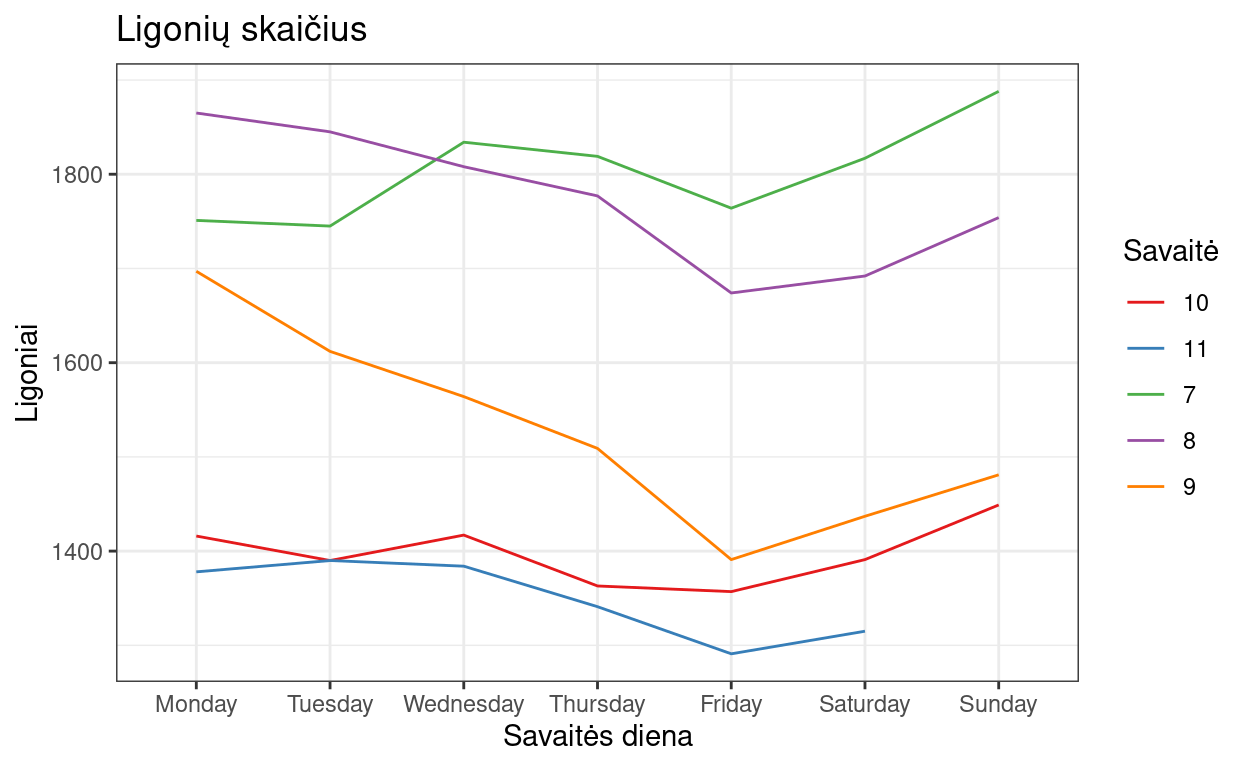 Ligonių skaičius
Ligoniai
1800
1600
1400
Monday
Tuesday
Wednesday
Thursday
Friday
Saturday
Sunday
Savaitės diena
Savaitė
10
11
7
8
9